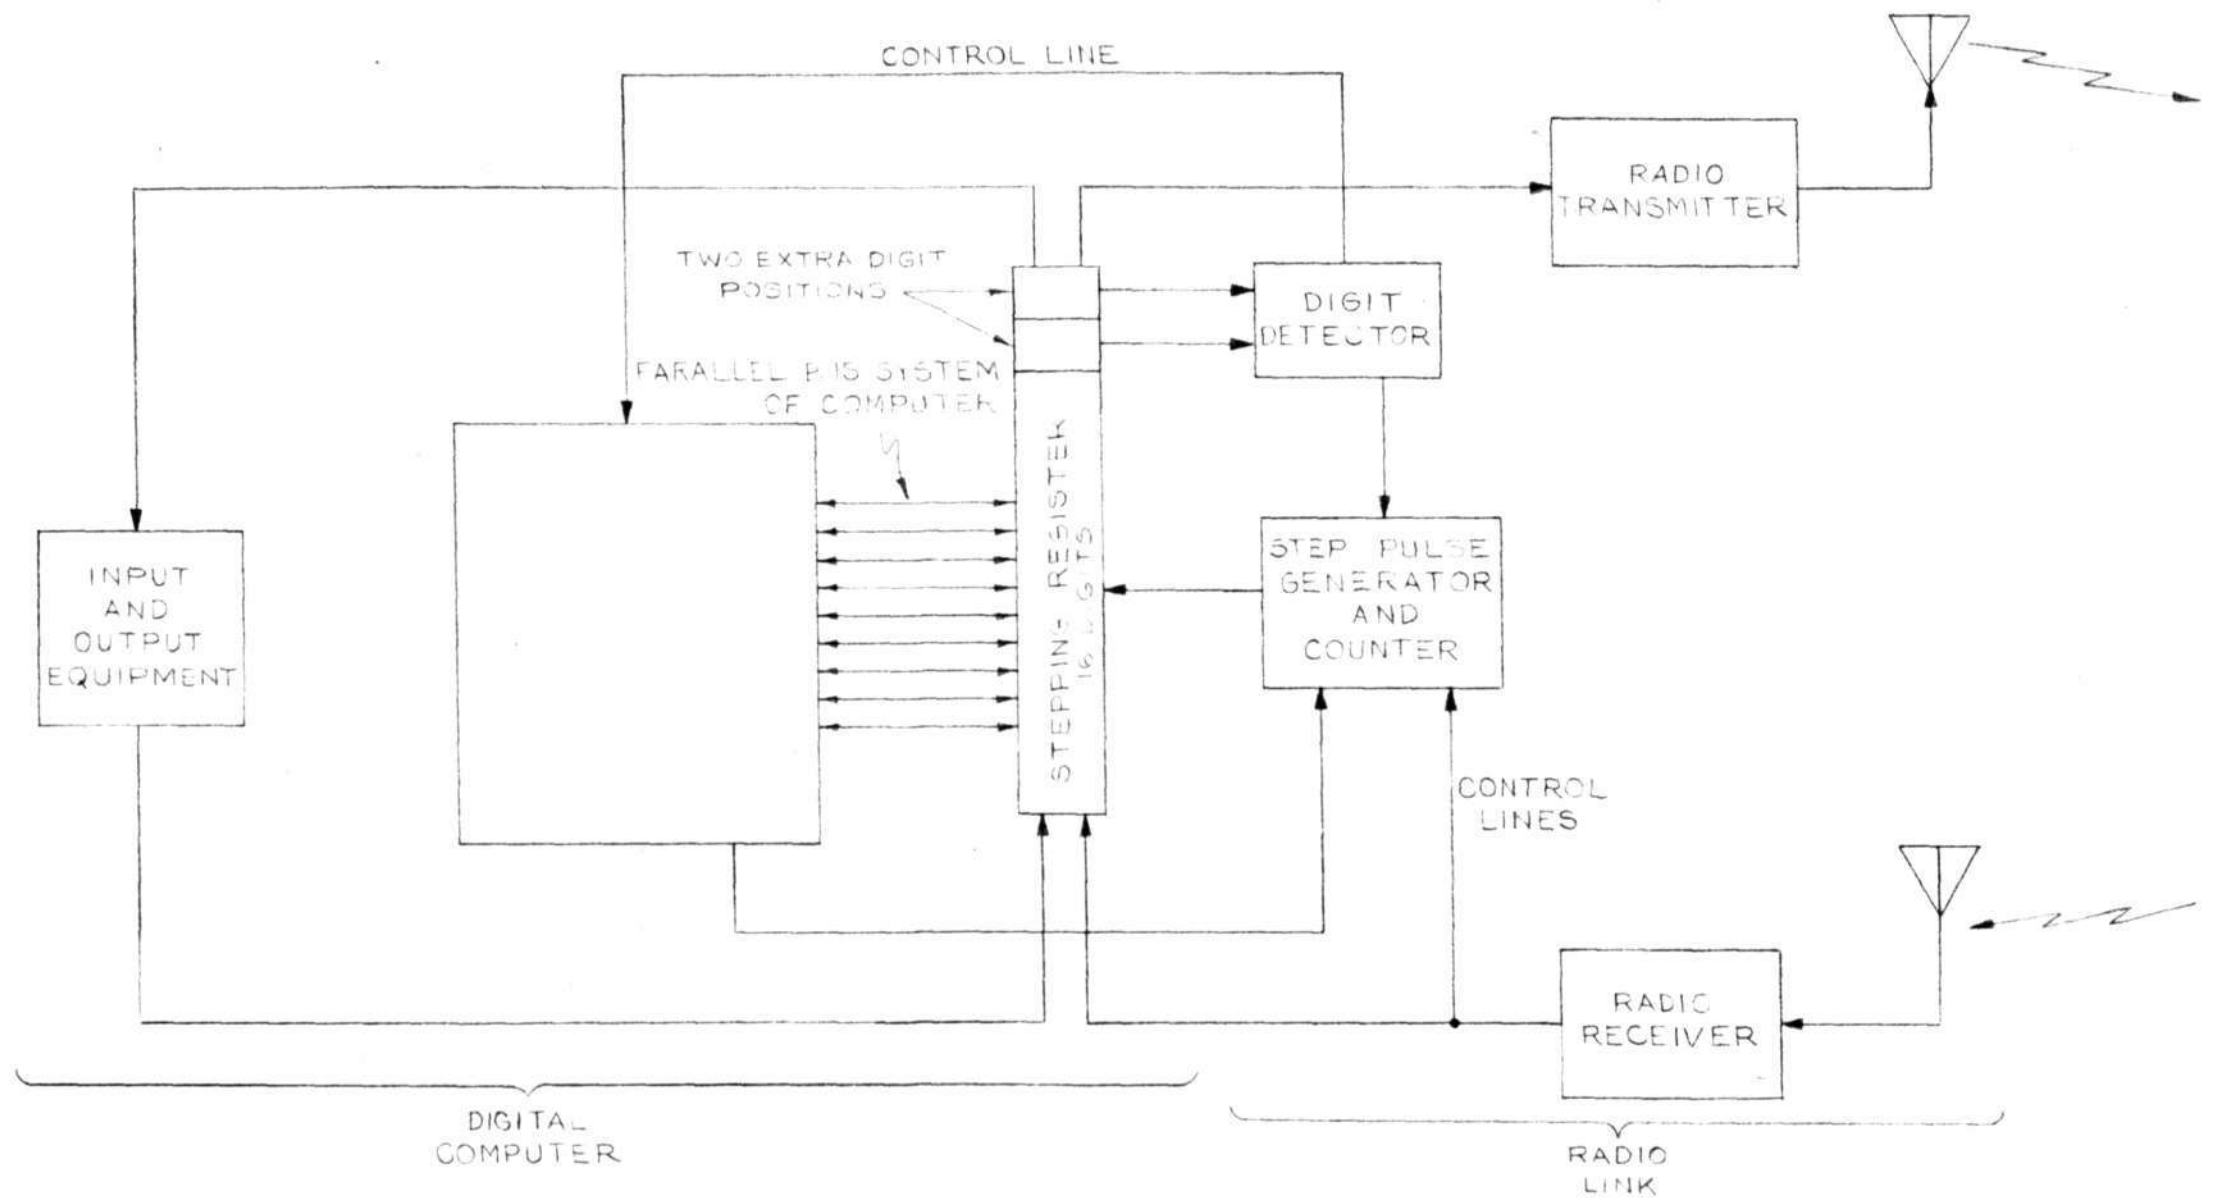 CONTROL LINE
RADIO
TRANSMITTER
TWO EXTRA DIGIT
POSITIONS
DIGIT
DETECTOR
PARALLEL BUS SYSTEM
OF COMPUTER
STEPPING REGISTER
16 DIGITS
INPUT
AND
OUTPUT
EQUIPMENT
STEP PULSE
GENERATOR
AND
COUNTER
CONTROL
LINES
RADIO
RECEIVER
DIGITAL
COMPUTER
RADIO
LINK